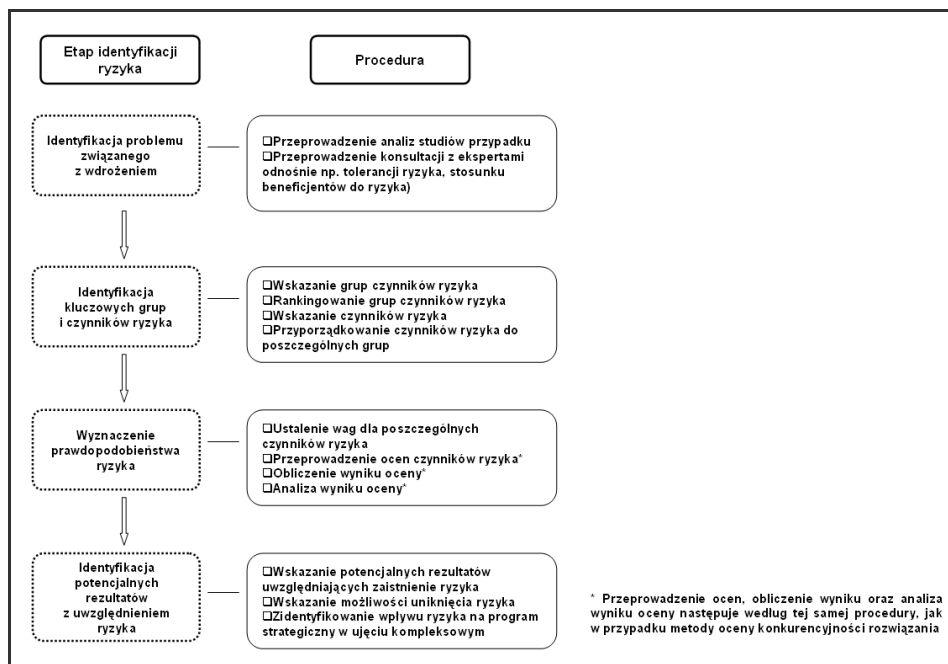 Etap identyfikacji
ryzyka
Procedura
Identyfikacja problemu
związanego
z wdrożeniem
❑Przeprowadzenie analiz studiów przypadku
❑Przeprowadzenie konsultacji z ekspertami
odnośnie np. tolerancji ryzyka, stosunku
beneficjentów do ryzyka)
Identyfikacja
kluczowych grup
i czynników ryzyka
❑Wskazanie grup czynników ryzyka
❑Rankingowanie grup czynników ryzyka
❑Wskazanie czynników ryzyka
❑Przyporządkowanie czynników ryzyka do
poszczególnych grup
Wyznaczenie
prawdopodobieństwa
ryzyka
❑Ustalenie wag dla poszczególnych
czynników ryzyka
❑Przeprowadzenie ocen czynników ryzyka*
❑Obliczenie wyniku oceny*
❑Analiza wyniku oceny*
Identyfikacja
potencjalnych
rezultatów
z uwzględnieniem
ryzyka
❑Wskazanie potencjalnych rezultatów
uwzględniających zaistnienie ryzyka
❑Wskazanie możliwości uniknięcia ryzyka
❑Zidentyfikowanie wpływu ryzyka na program
strategiczny w ujęciu kompleksowym
* Przeprowadzenie ocen, obliczenie wyniku oraz analiza
wyniku oceny następuje według tej samej procedury, jak
w przypadku metody oceny konkurencyjności rozwiązania